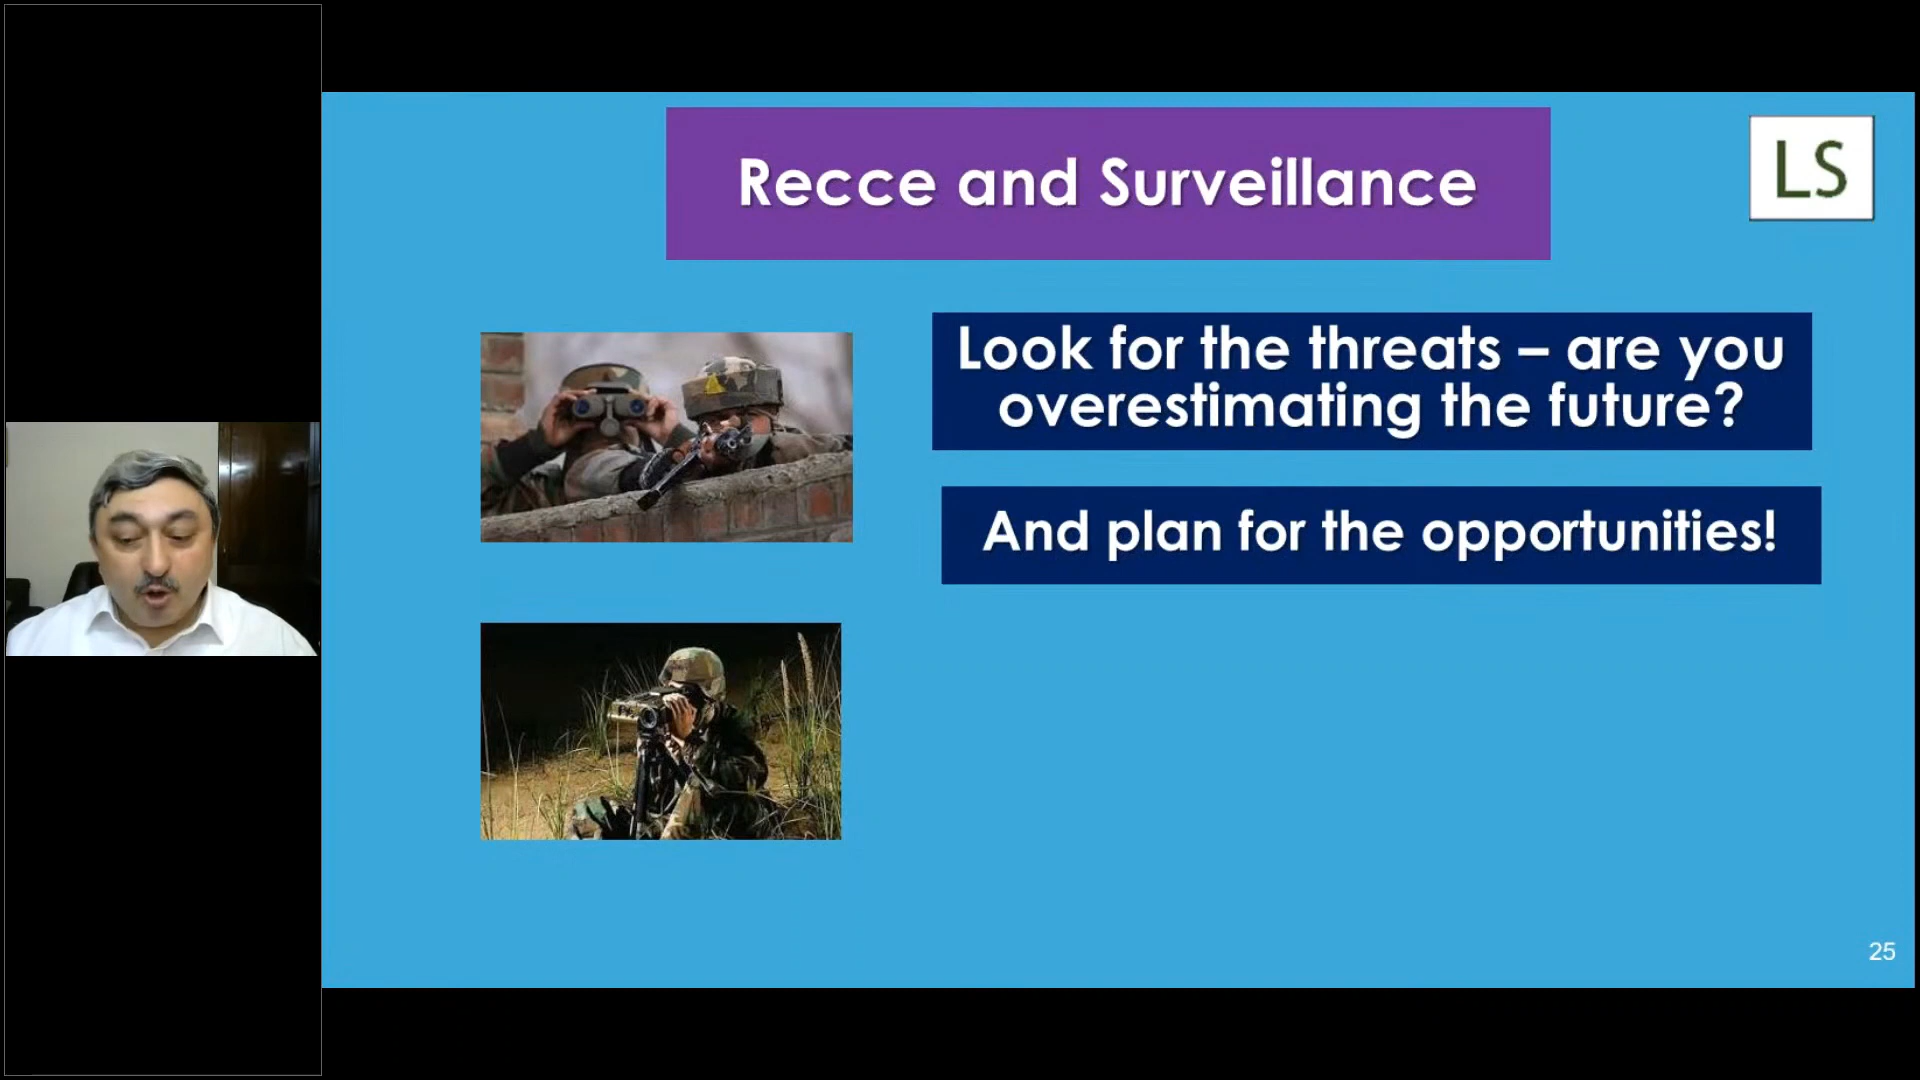 Recce and Surveillance
LS
Look for the threats – are you
overestimating the future?
And plan for the opportunities!
25